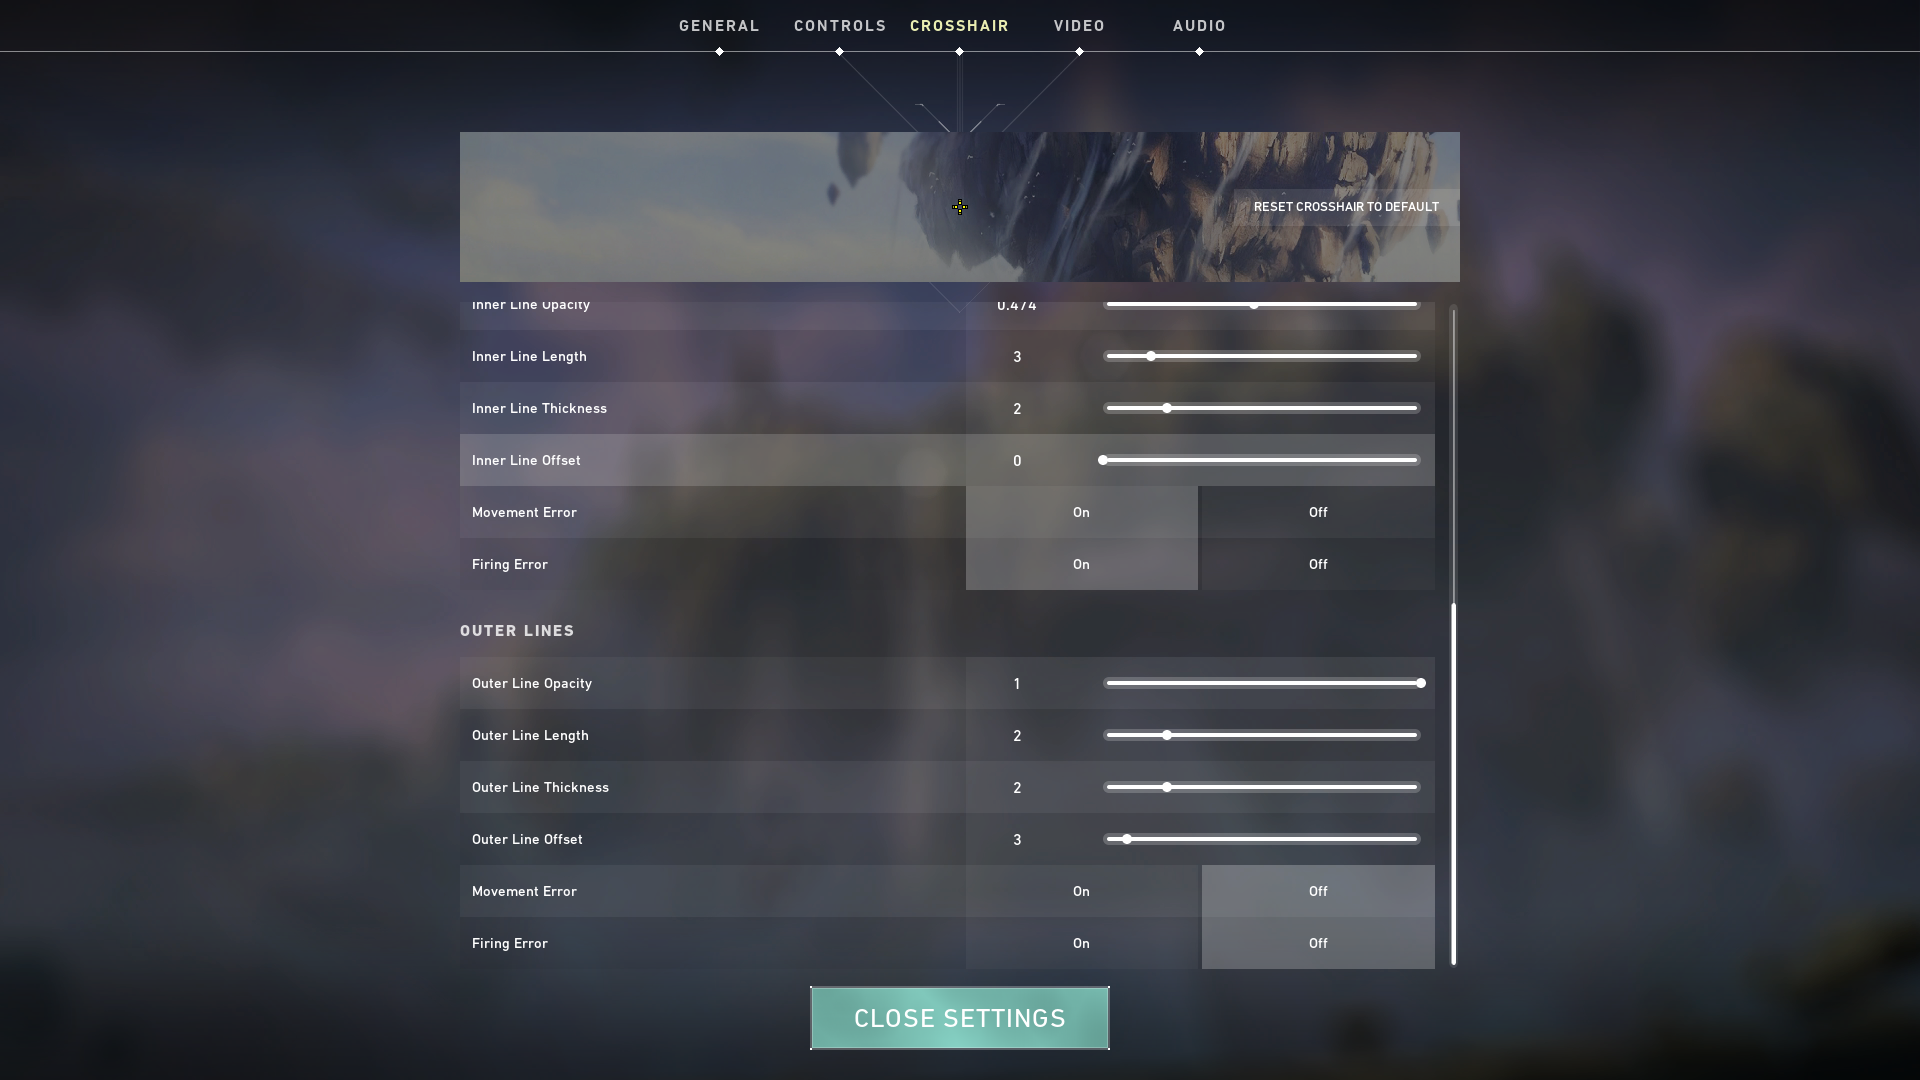 GENERAL CONTROLS CROSSHAIR VIDEO AUDIO
RESET CROSSHAIR TO DEFAULT
Inner Line Opacity 0.474
Inner Line Length 3
Inner Line Thickness 2
Inner Line Offset 0
Movement Error On Off
Firing Error On Off
OUTER LINES
Outer Line Opacity 1
Outer Line Length 2
Outer Line Thickness 2
Outer Line Offset 3
Movement Error On Off
Firing Error On Off
CLOSE SETTINGS